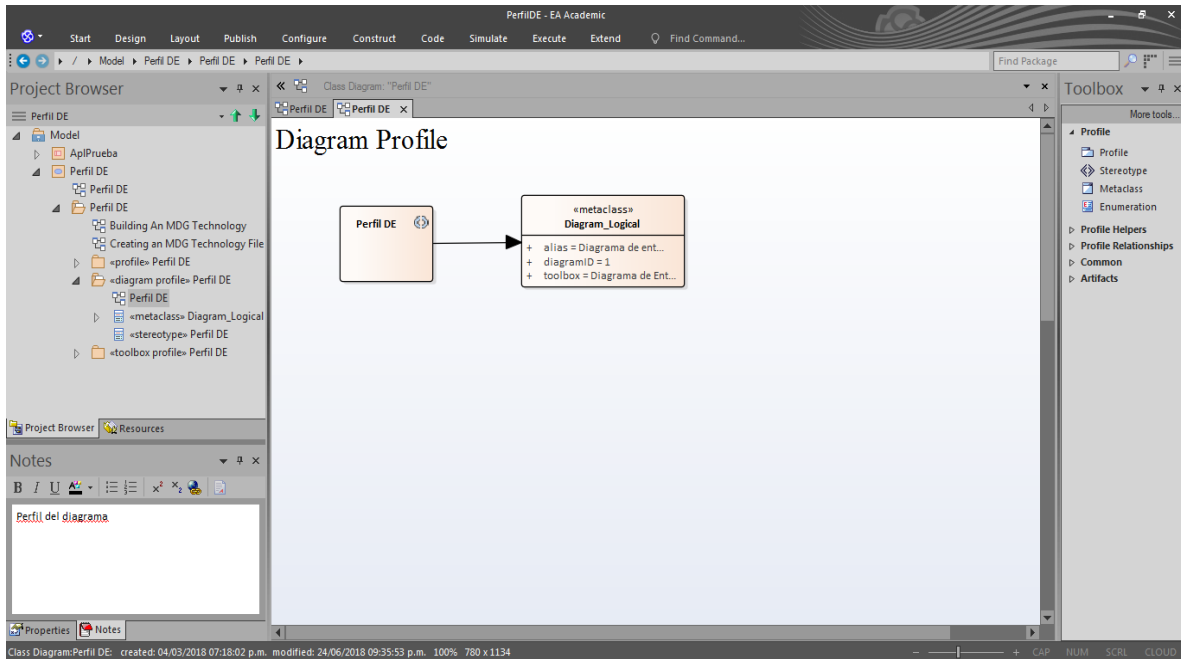 PerfilDE - EA Academic
Start Design Layout Publish Configure Construct Code Simulate Execute Extend Find Command...
/ Model Perfil DE Perfil DE Perfil DE Find Package
Project Browser
Perfil DE
Model
AplPrueba
Perfil DE
Perfil DE
Perfil DE
Building An MDG Technology
Creating an MDG Technology File
«profile» Perfil DE
«diagram profile» Perfil DE
Perfil DE
«metaclass» Diagram_Logical
«stereotype» Perfil DE
«toolbox profile» Perfil DE
Project Browser Resources
Notes
B I U x² x₂
Perfil del diagrama
Properties Notes
Class Diagram: "Perfil DE"
Perfil DE Perfil DE x
Diagram Profile
Perfil DE
«metaclass»
Diagram_Logical
+ alias = Diagrama de ent...
+ diagramID = 1
+ toolbox = Diagrama de Ent...
Toolbox
More tools...
Profile
Profile
Stereotype
Metaclass
Enumeration
Profile Helpers
Profile Relationships
Common
Artifacts
Class Diagram:Perfil DE: created: 04/03/2018 07:18:02 p.m. modified: 24/06/2018 09:35:53 p.m. 100% 780 x 1134 - + CAP NUM SCRL CLOUD